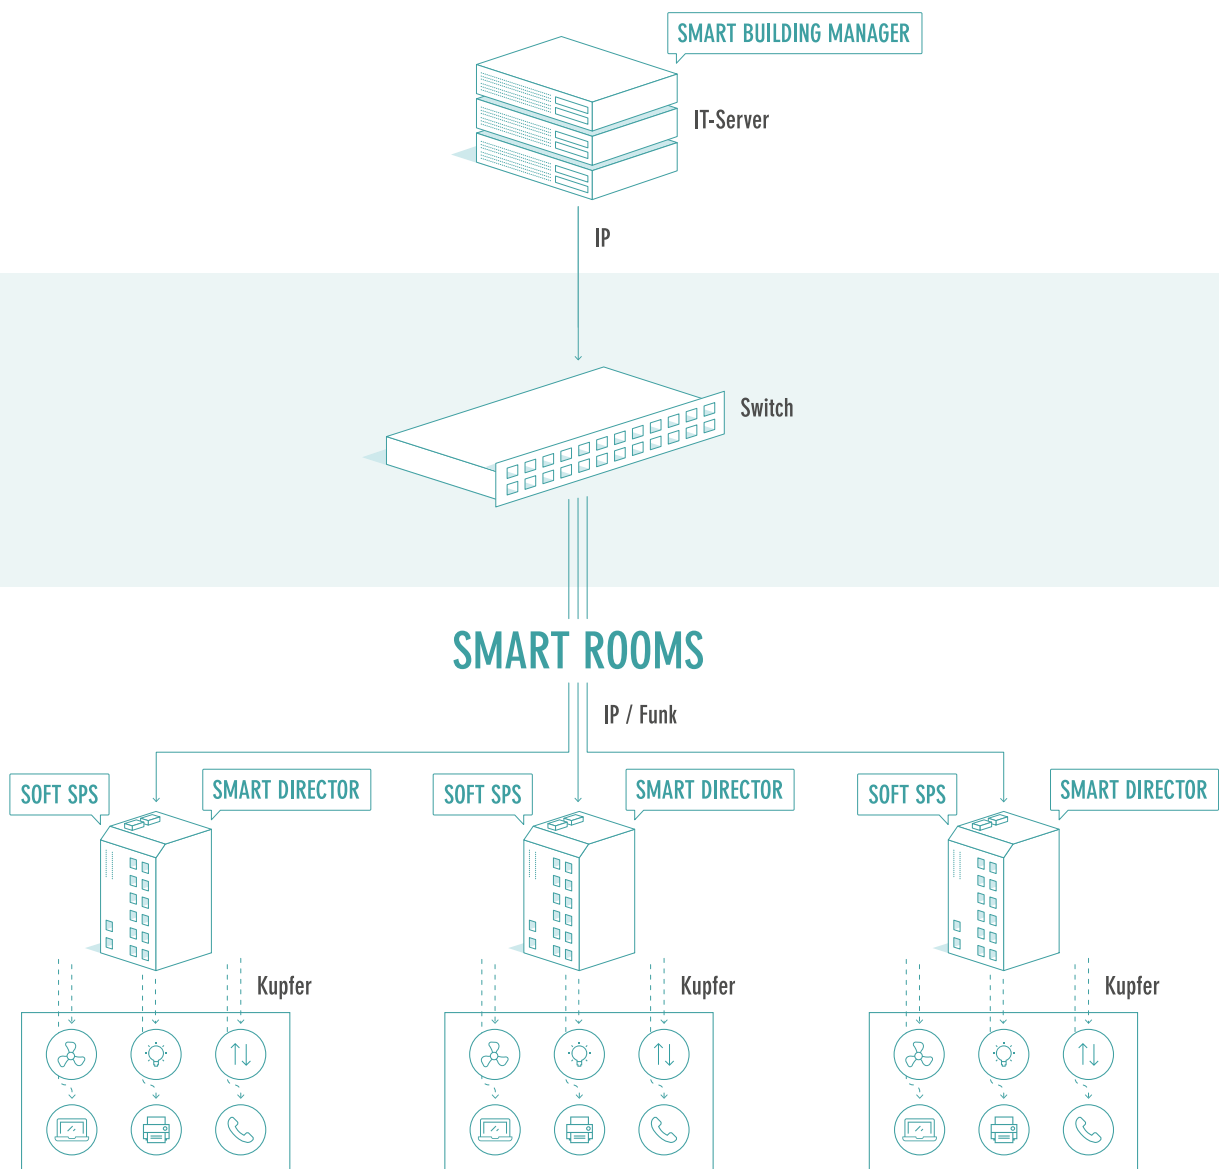 SMART BUILDING MANAGER
IT-Server
IP
Switch
SMART ROOMS
IP / Funk
SOFT SPS
SMART DIRECTOR
SOFT SPS
SMART DIRECTOR
SOFT SPS
SMART DIRECTOR
Kupfer
Kupfer
Kupfer